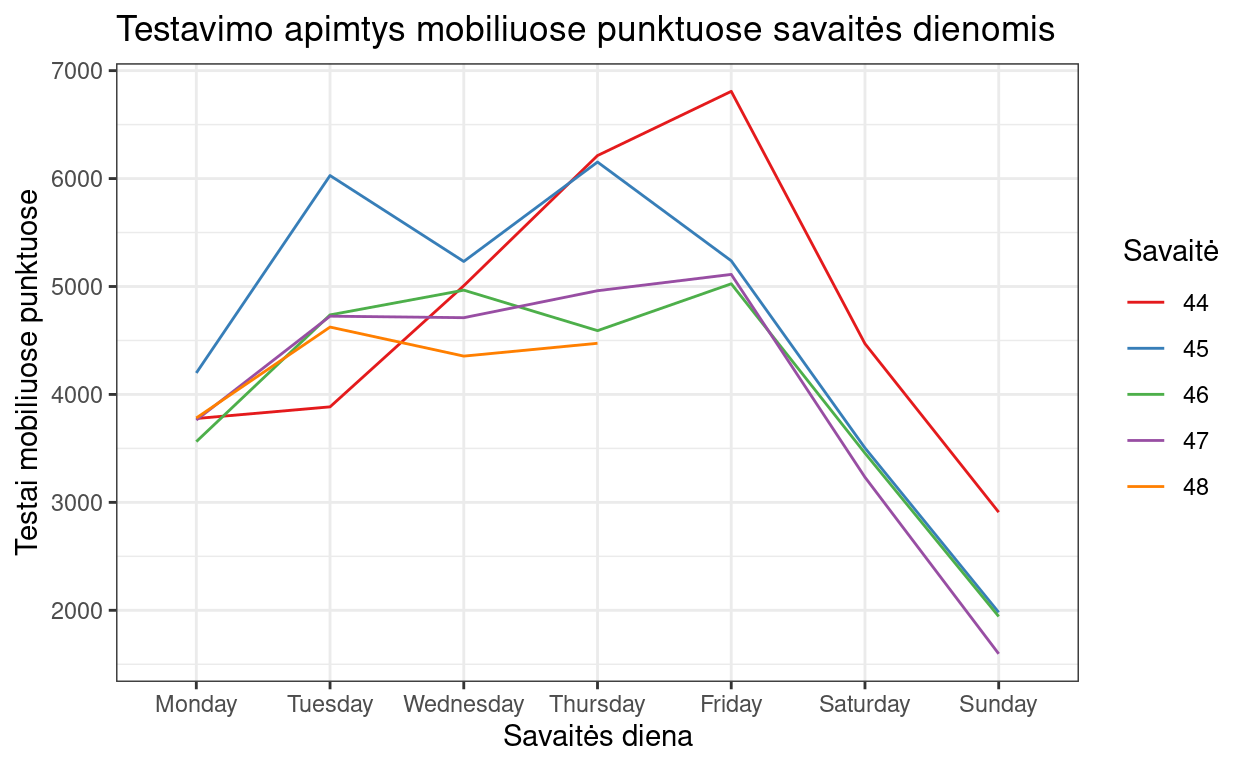 Testavimo apimtys mobiliuose punktuose savaitės dienomis
Testai mobiliuose punktuose
7000
6000
5000
4000
3000
2000
Monday Tuesday Wednesday Thursday Friday Saturday Sunday
Savaitės diena
Savaitė
44
45
46
47
48